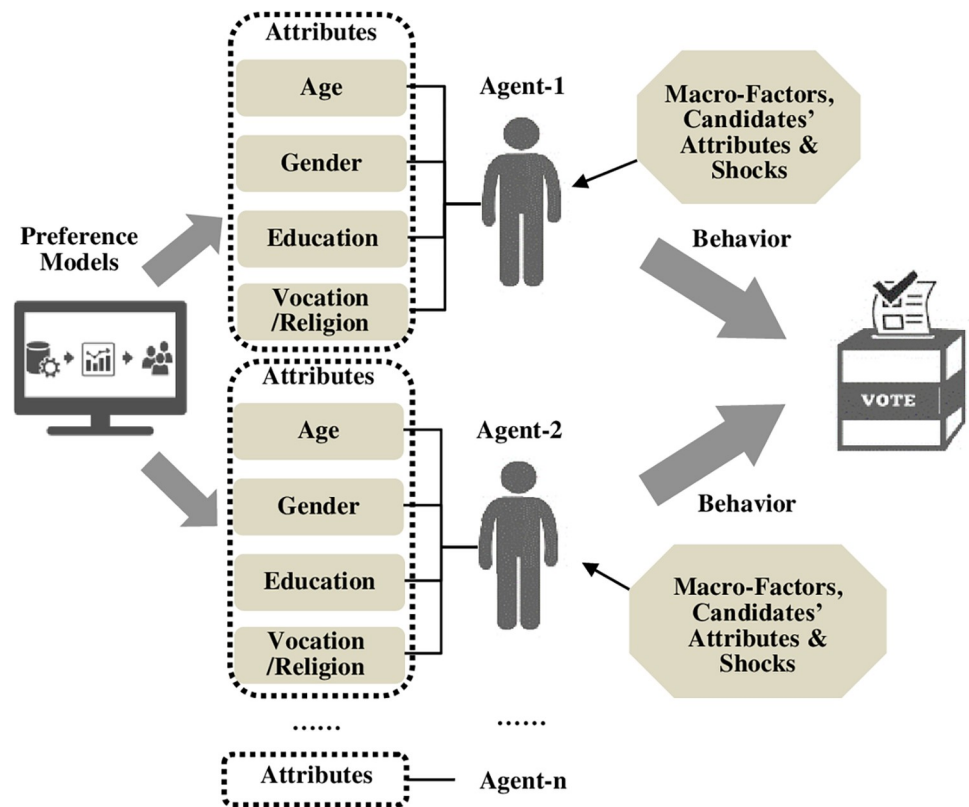 Attributes
Age
Gender
Education
Vocation
/Religion
Agent-1
Macro-Factors,
Candidates’
Attributes &
Shocks
Preference
Models
Behavior
VOTE
Attributes
Age
Gender
Education
Vocation
/Religion
Agent-2
Behavior
Macro-Factors,
Candidates’
Attributes &
Shocks
......
......
Attributes
Agent-n